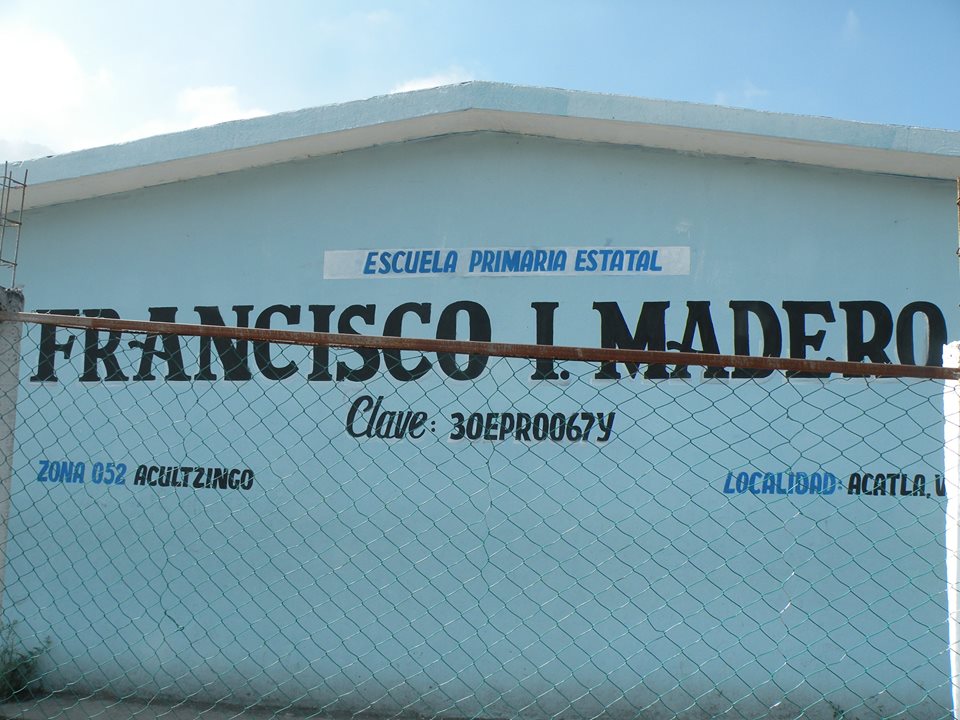 ESCUELA PRIMARIA ESTATAL
FRANCISCO I. MADERO
Clave: 30EPR0067Y
ZONA 052 ACULTZINGO
LOCALIDAD: ACATLA,